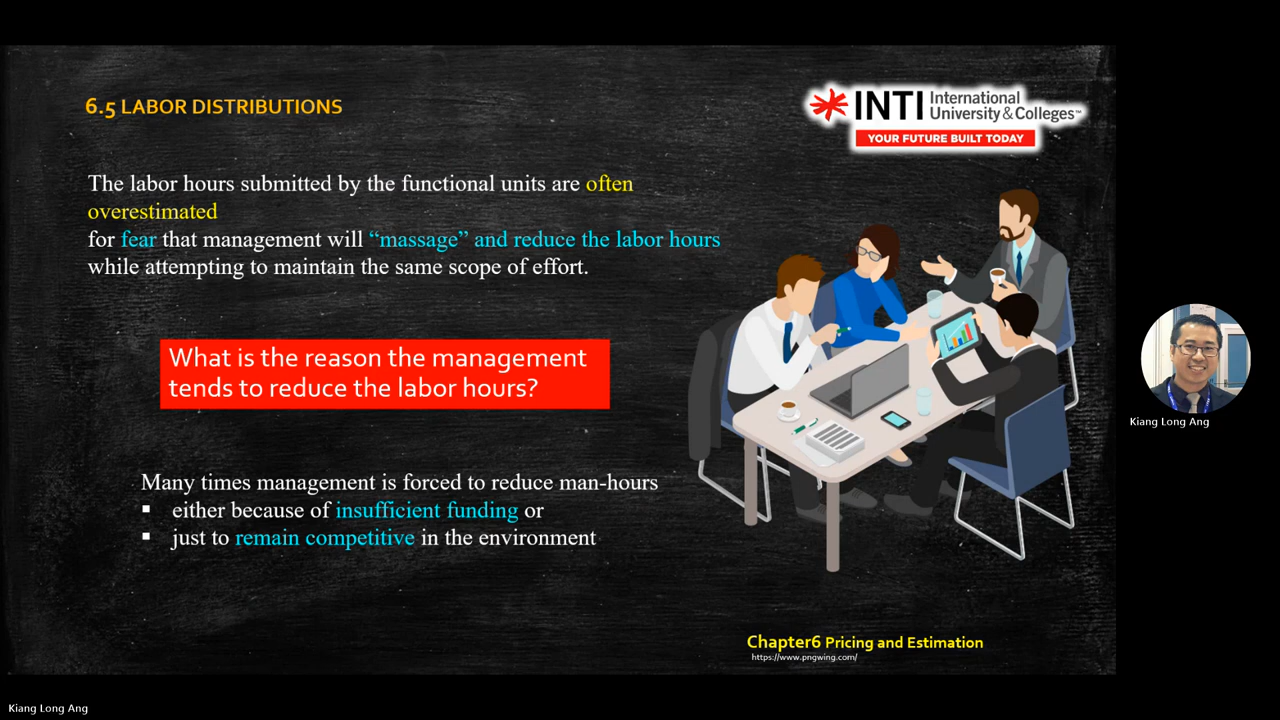 6.5 LABOR DISTRIBUTIONS
INTI International
University & Colleges™
YOUR FUTURE BUILT TODAY
The labor hours submitted by the functional units are often
overestimated
for fear that management will “massage” and reduce the labor hours
while attempting to maintain the same scope of effort.
What is the reason the management
tends to reduce the labor hours?
Many times management is forced to reduce man-hours
▪ either because of insufficient funding or
▪ just to remain competitive in the environment
Chapter6 Pricing and Estimation
https://www.pngwing.com/
Kiang Long Ang
Kiang Long Ang